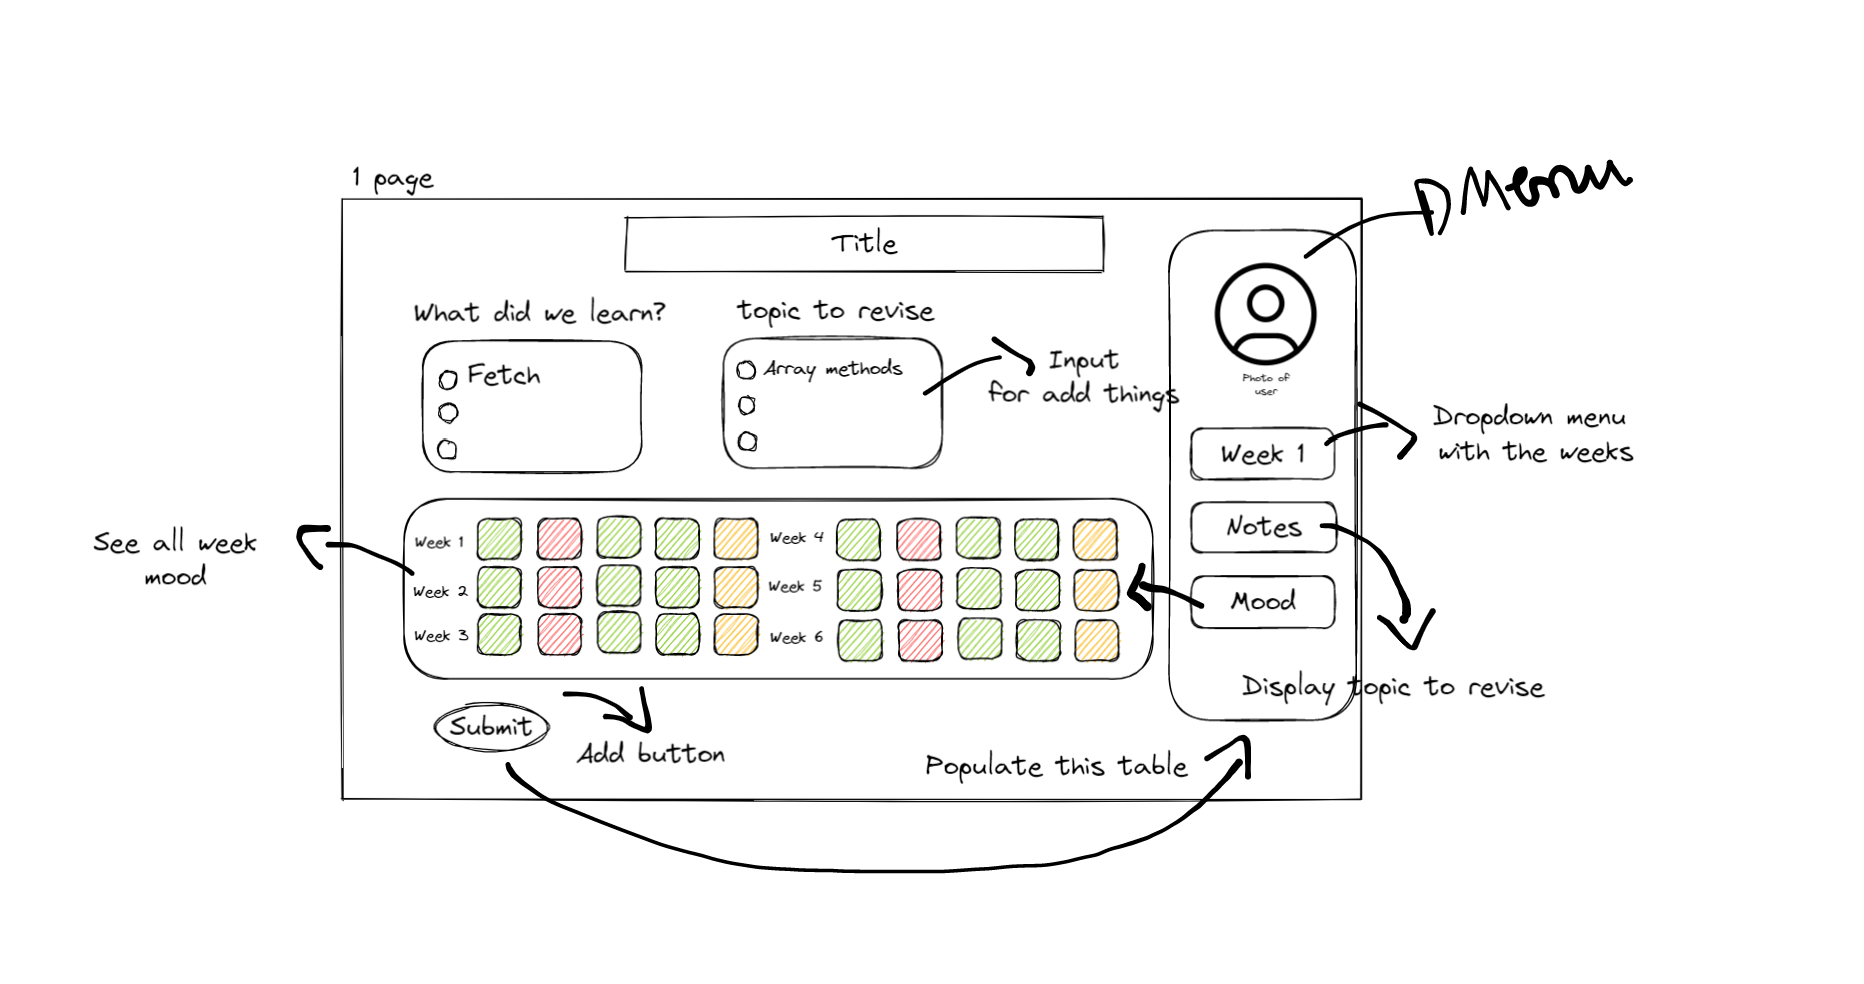 1 page
DMenu
Title
What did we learn?
topic to revise
Fetch
Array methods
Input
for add things
Photo of
user
Dropdown menu
with the weeks
Week 1
Notes
Mood
See all week
mood
Week 1
Week 4
Week 2
Week 5
Week 3
Week 6
Display topic to revise
Submit
Add button
Populate this table